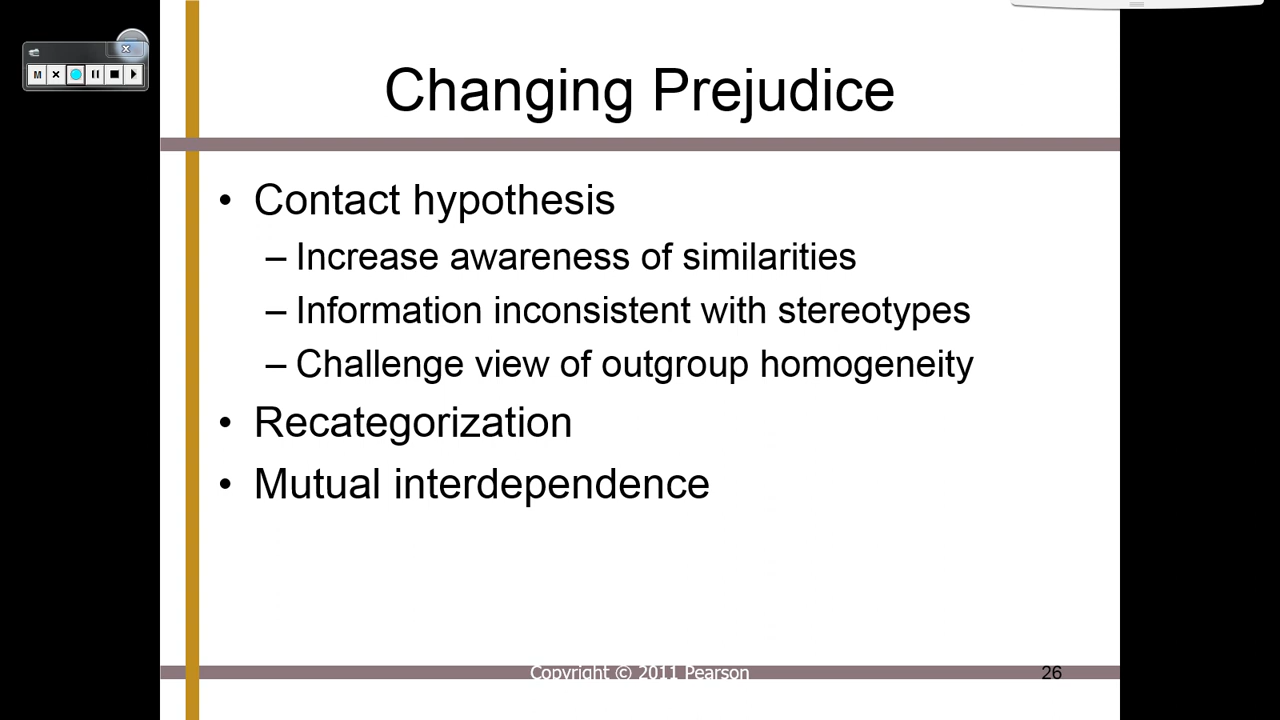 Changing Prejudice
• Contact hypothesis
– Increase awareness of similarities
– Information inconsistent with stereotypes
– Challenge view of outgroup homogeneity
• Recategorization
• Mutual interdependence
Copyright © 2011 Pearson
26
M